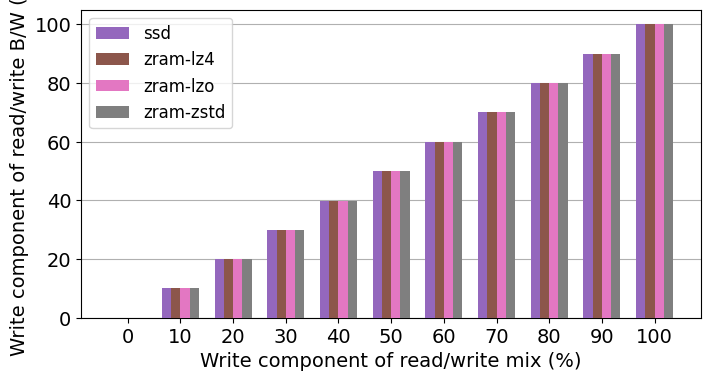 Write component of read/write B/W (
100
80
60
40
20
0
ssd
zram-lz4
zram-lzo
zram-zstd
0 10 20 30 40 50 60 70 80 90 100
Write component of read/write mix (%)